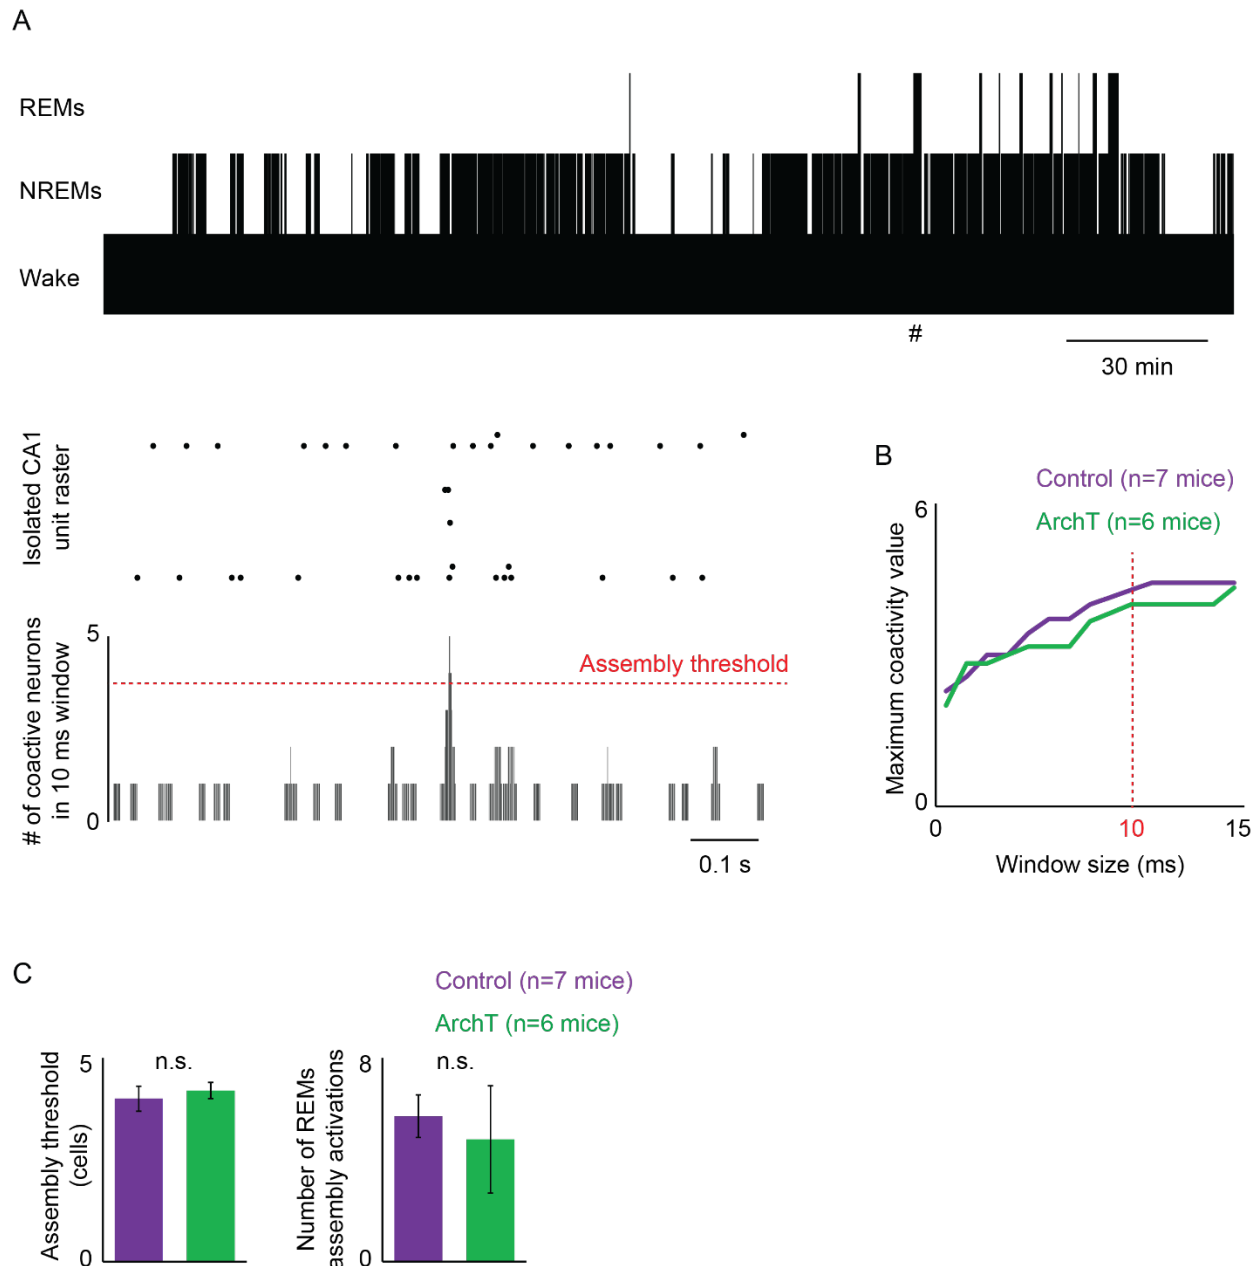 A
REMs
NREMs
Wake
#
30 min
Isolated CA1
unit raster
5
Assembly threshold
# of coactive neurons
in 10 ms window
0
0.1 s
B
Control (n=7 mice)
ArchT (n=6 mice)
6
Maximum coactivity value
0
0
10
15
Window size (ms)
C
Control (n=7 mice)
ArchT (n=6 mice)
Assembly threshold
(cells)
5
n.s.
0
Number of REMs
assembly activations
8
n.s.
0